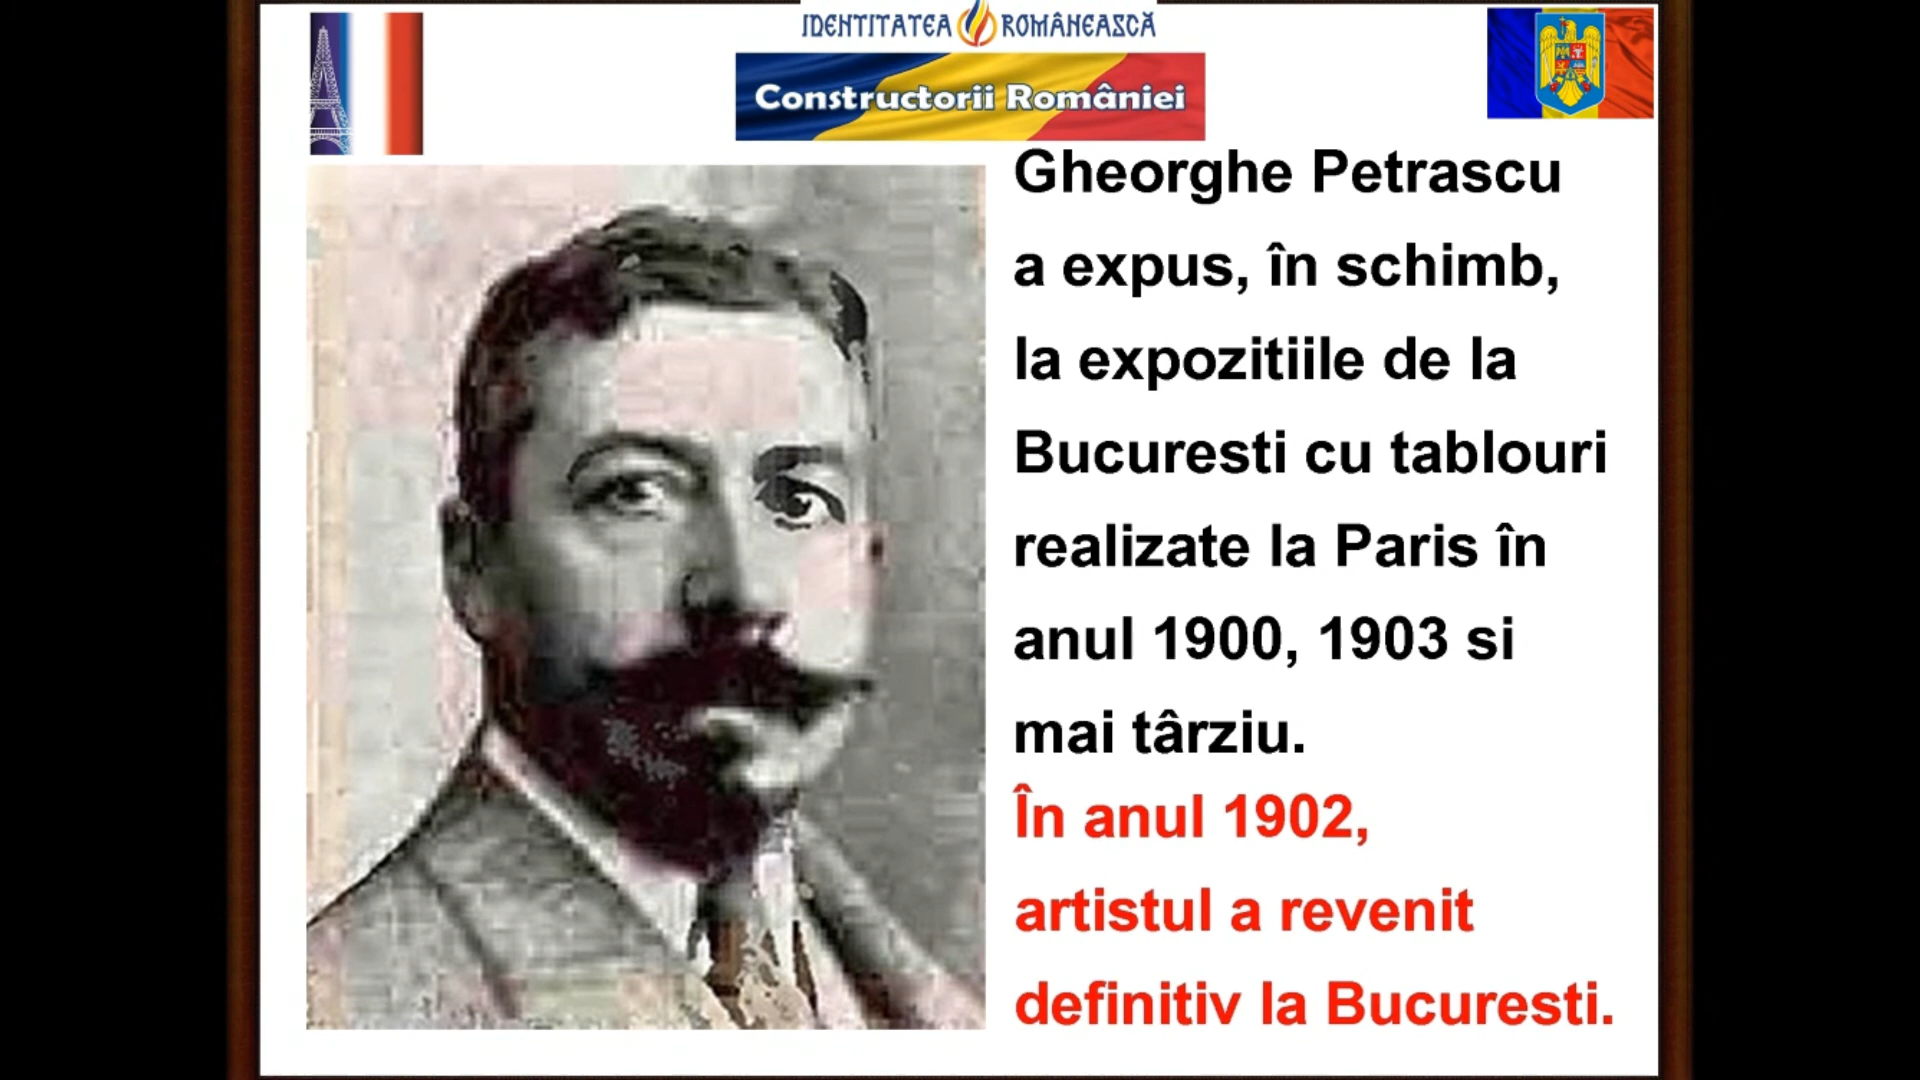 IDENTITATEA ROMÂNEASCĂ
Constructorii României
Gheorghe Petrascu
a expus, în schimb,
la expozitiile de la
Bucuresti cu tablouri
realizate la Paris în
anul 1900, 1903 si
mai târziu.
În anul 1902,
artistul a revenit
definitiv la Bucuresti.